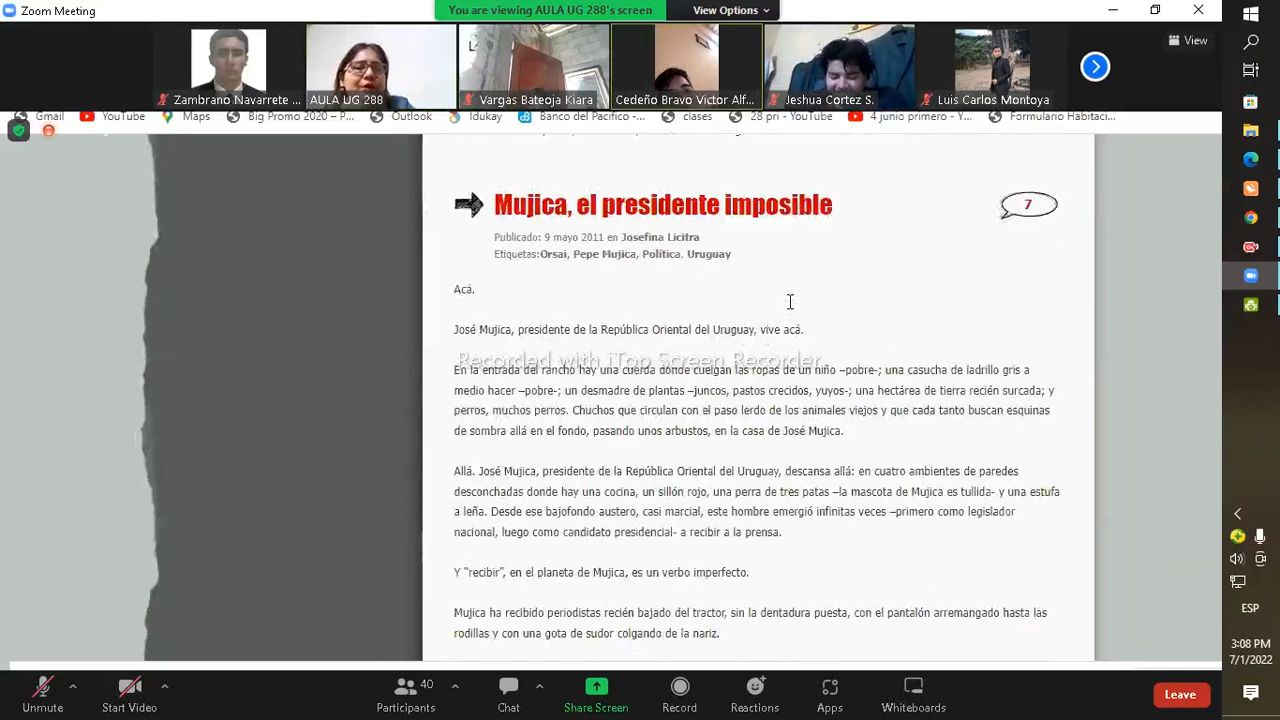 Zoom Meeting
You are viewing AULA UG 288's screen
View Options
View
Zambrano Navarrete ...
AULA UG 288
Vargas Bateoja Kiara
Cedeño Bravo Victor Alf...
Jeshua Cortez S.
Luis Carlos Montoya
Gmail
YouTube
Maps
Big Promo 2020 – P...
Outlook
Idukay
Banco del Pacifico -...
clases
28 pri - YouTube
4 junio primero - Y...
Formulario Habitaci...
Mujica, el presidente imposible
7
Publicado: 9 mayo 2011 en Josefina Licitra
Etiquetas:Orsai, Pepe Mujica, Política, Uruguay
Acá.
José Mujica, presidente de la República Oriental del Uruguay, vive acá.
Recorded with iTop Screen Recorder
En la entrada del rancho hay una cuerda donde cuelgan las ropas de un niño –pobre-; una casucha de ladrillo gris a
medio hacer –pobre-; un desmadre de plantas –juncos, pastos crecidos, yuyos-; una hectárea de tierra recién surcada; y
perros, muchos perros. Chuchos que circulan con el paso lerdo de los animales viejos y que cada tanto buscan esquinas
de sombra allá en el fondo, pasando unos arbustos, en la casa de José Mujica.
Allá. José Mujica, presidente de la República Oriental del Uruguay, descansa allá: en cuatro ambientes de paredes
desconchadas donde hay una cocina, un sillón rojo, una perra de tres patas –la mascota de Mujica es tullida- y una estufa
a leña. Desde ese bajofondo austero, casi marcial, este hombre emergió infinitas veces –primero como legislador
nacional, luego como candidato presidencial- a recibir a la prensa.
Y “recibir”, en el planeta de Mujica, es un verbo imperfecto.
Mujica ha recibido periodistas recién bajado del tractor, sin la dentadura puesta, con el pantalón arremangado hasta las
rodillas y con una gota de sudor colgando de la nariz.
ESP
3:08 PM
7/1/2022
Unmute
Start Video
40
Participants
Chat
Share Screen
Record
Reactions
Apps
Whiteboards
Leave